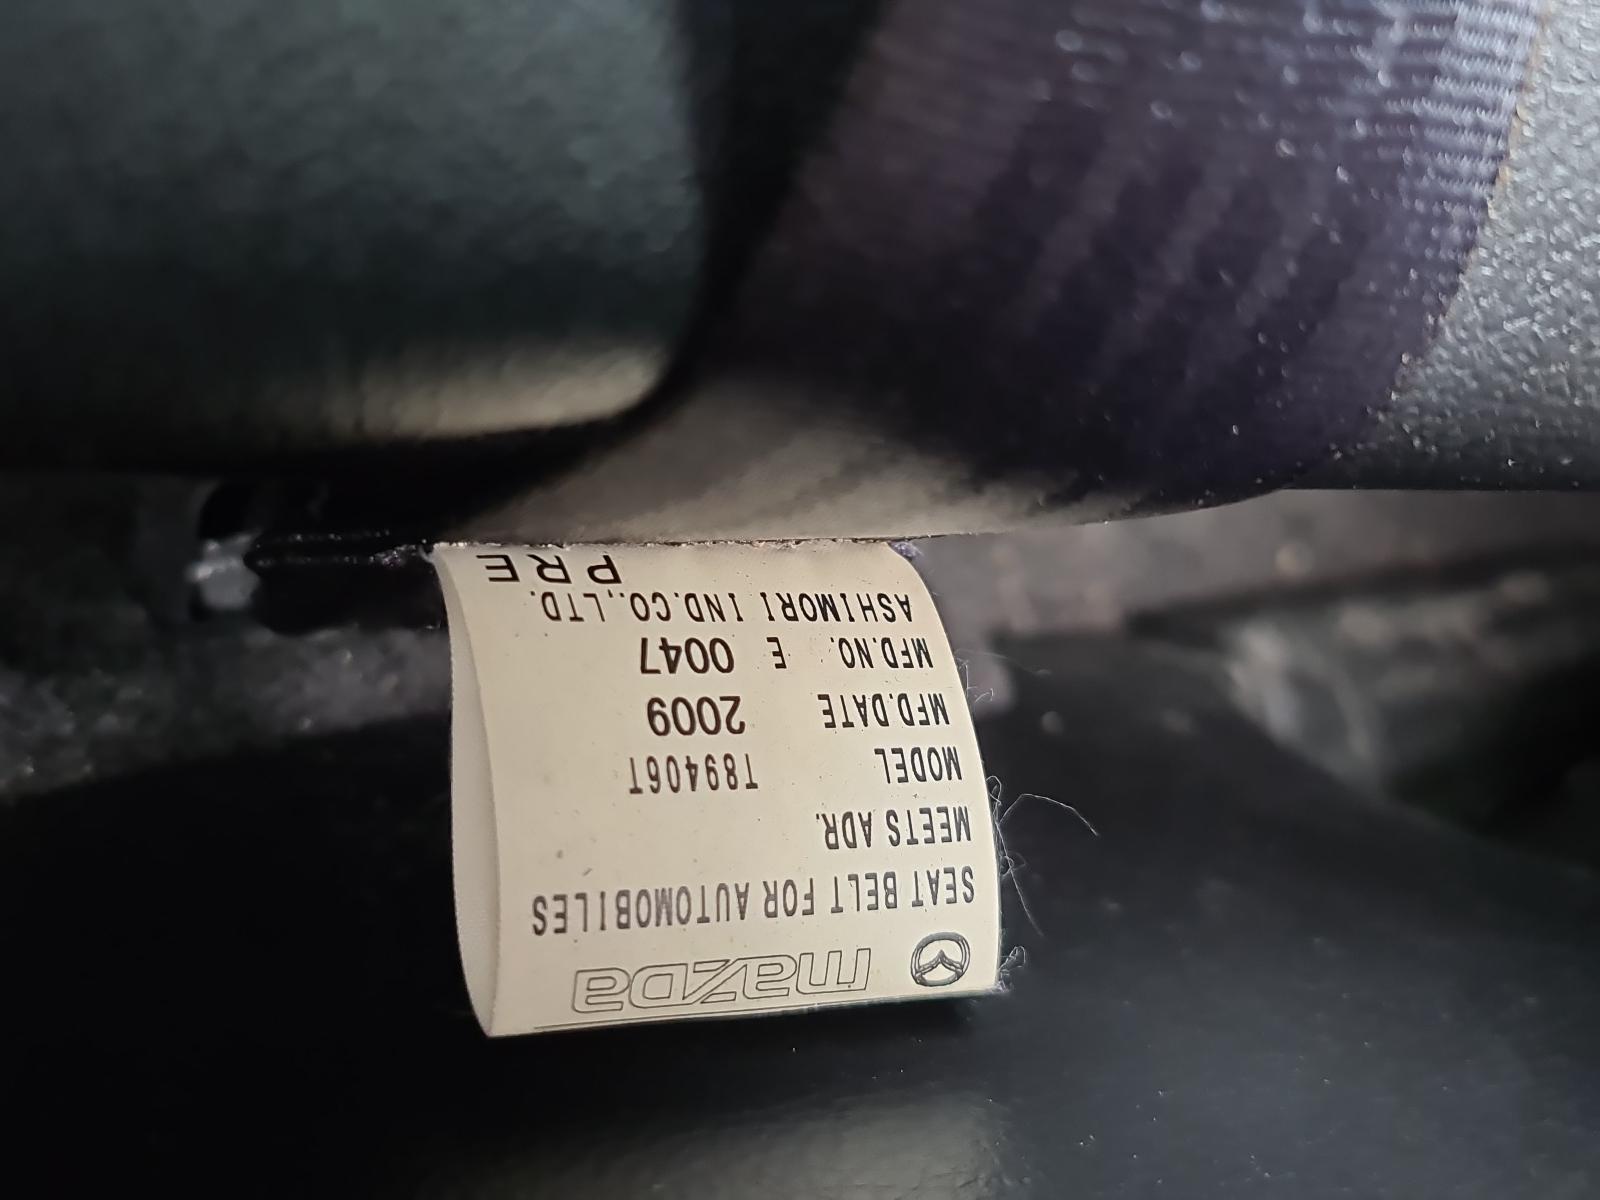 mazda
SEAT BELT FOR AUTOMOBILES
MEETS ADR.
MODEL T89406T
MFD.DATE 2009
MFD.NO. E 0047
ASHIMORI IND.CO.,LTD.
PRE